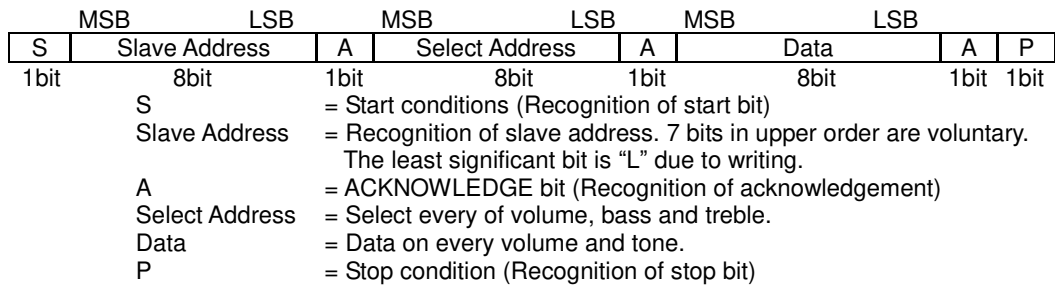 MSB LSB MSB LSB MSB LSB
S Slave Address A Select Address A Data A P
1bit 8bit 1bit 8bit 1bit 8bit 1bit 1bit
S = Start conditions (Recognition of start bit)
Slave Address = Recognition of slave address. 7 bits in upper order are voluntary.
The least significant bit is “L” due to writing.
A = ACKNOWLEDGE bit (Recognition of acknowledgement)
Select Address = Select every of volume, bass and treble.
Data = Data on every volume and tone.
P = Stop condition (Recognition of stop bit)